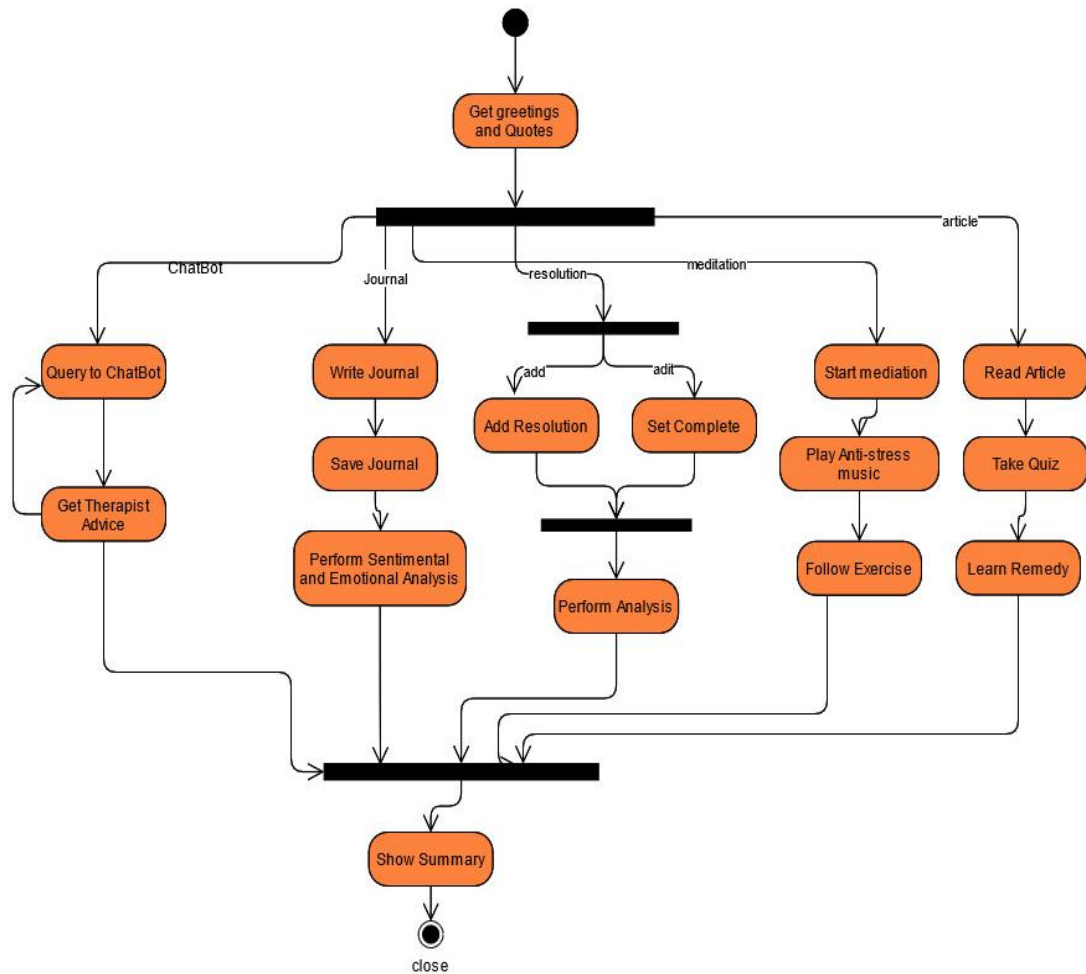 Get greetings
and Quotes
article
ChatBot
Journal
resolution
meditation
add
adit
Query to ChatBot
Write Journal
Start mediation
Read Article
Add Resolution
Set Complete
Save Journal
Play Anti-stress
music
Take Quiz
Get Therapist
Advice
Perform Sentimental
and Emotional Analysis
Follow Exercise
Learn Remedy
Perform Analysis
Show Summary
close